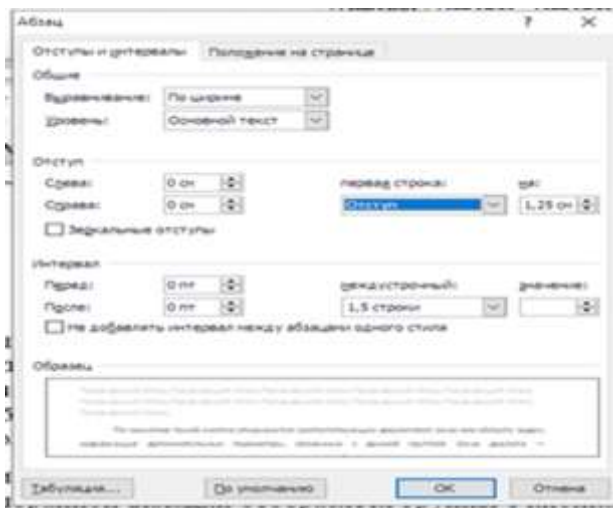 Абзац ? ×
Отступы и интервалы Положение на странице
Общие
Выравнивание: По ширине
Уровень: Основной текст
Отступ
Слева: 0 см первая строка: на:
Справа: 0 см Отступ 1,25 см
Зеркальные отступы
Интервал
Перед: 0 пт междустрочный: значение:
После: 0 пт 1,5 строки
Не добавлять интервал между абзацами одного стиля
Образец
Табуляция... По умолчанию ОК Отмена